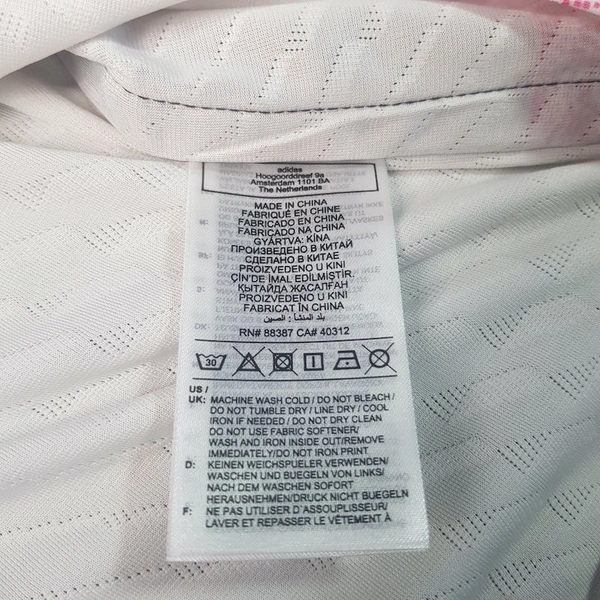 adidas
Hoogoorddreef 9a
Amsterdam 1101 BA
The Netherlands
MADE IN CHINA
FABRIQUÉ EN CHINE
FABRICADO EN CHINA
FABRICADO NA CHINA
GYÁRTVA: KÍNA
ПРОИЗВЕДЕНО В КИТАЙ
СДЕЛАНО В КИТАЕ
PROIZVEDENO U KINI
ÇİN'DE İMAL EDİLMİŞTİR.
ҚЫТАЙДА ЖАСАЛҒАН
PROIZVEDENO U KINI
FABRICAT ÎN CHINA
بلد المنشأ : الصين
RN# 88387 CA# 40312
30
US /
UK: MACHINE WASH COLD / DO NOT BLEACH /
DO NOT TUMBLE DRY / LINE DRY / COOL
IRON IF NEEDED / DO NOT DRY CLEAN
DO NOT USE FABRIC SOFTENER/
WASH AND IRON INSIDE OUT/REMOVE
IMMEDIATELY/DO NOT IRON PRINT
D: KEINEN WEICHSPUELER VERWENDEN/
WASCHEN UND BUEGELN VON LINKS/
NACH DEM WASCHEN SOFORT
HERAUSNEHMEN/DRUCK NICHT BUEGELN
F: NE PAS UTILISER D'ASSOUPLISSEUR/
LAVER ET REPASSER LE VÊTEMENT À